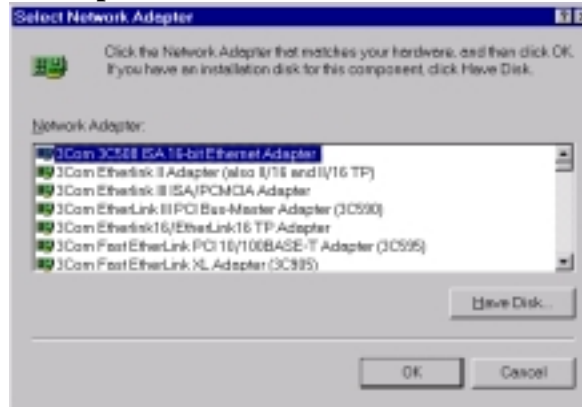 Select Network Adapter
Click the Network Adapter that matches your hardware, and then click OK.
If you have an installation disk for this component, click Have Disk.
Network Adapter:
3Com 3C508 ISA 16-bit Ethernet Adapter
3Com Etherlink II Adapter (also II/16 and II/16 TP)
3Com Etherlink III ISA/PCMCIA Adapter
3Com EtherLink III PCI Bus-Master Adapter (3C590)
3Com Etherlink16/EtherLink16 TP Adapter
3Com Fast EtherLink PCI 10/100BASE-T Adapter (3C595)
3Com Fast EtherLink XL Adapter (3C905)
Have Disk...
OK
Cancel